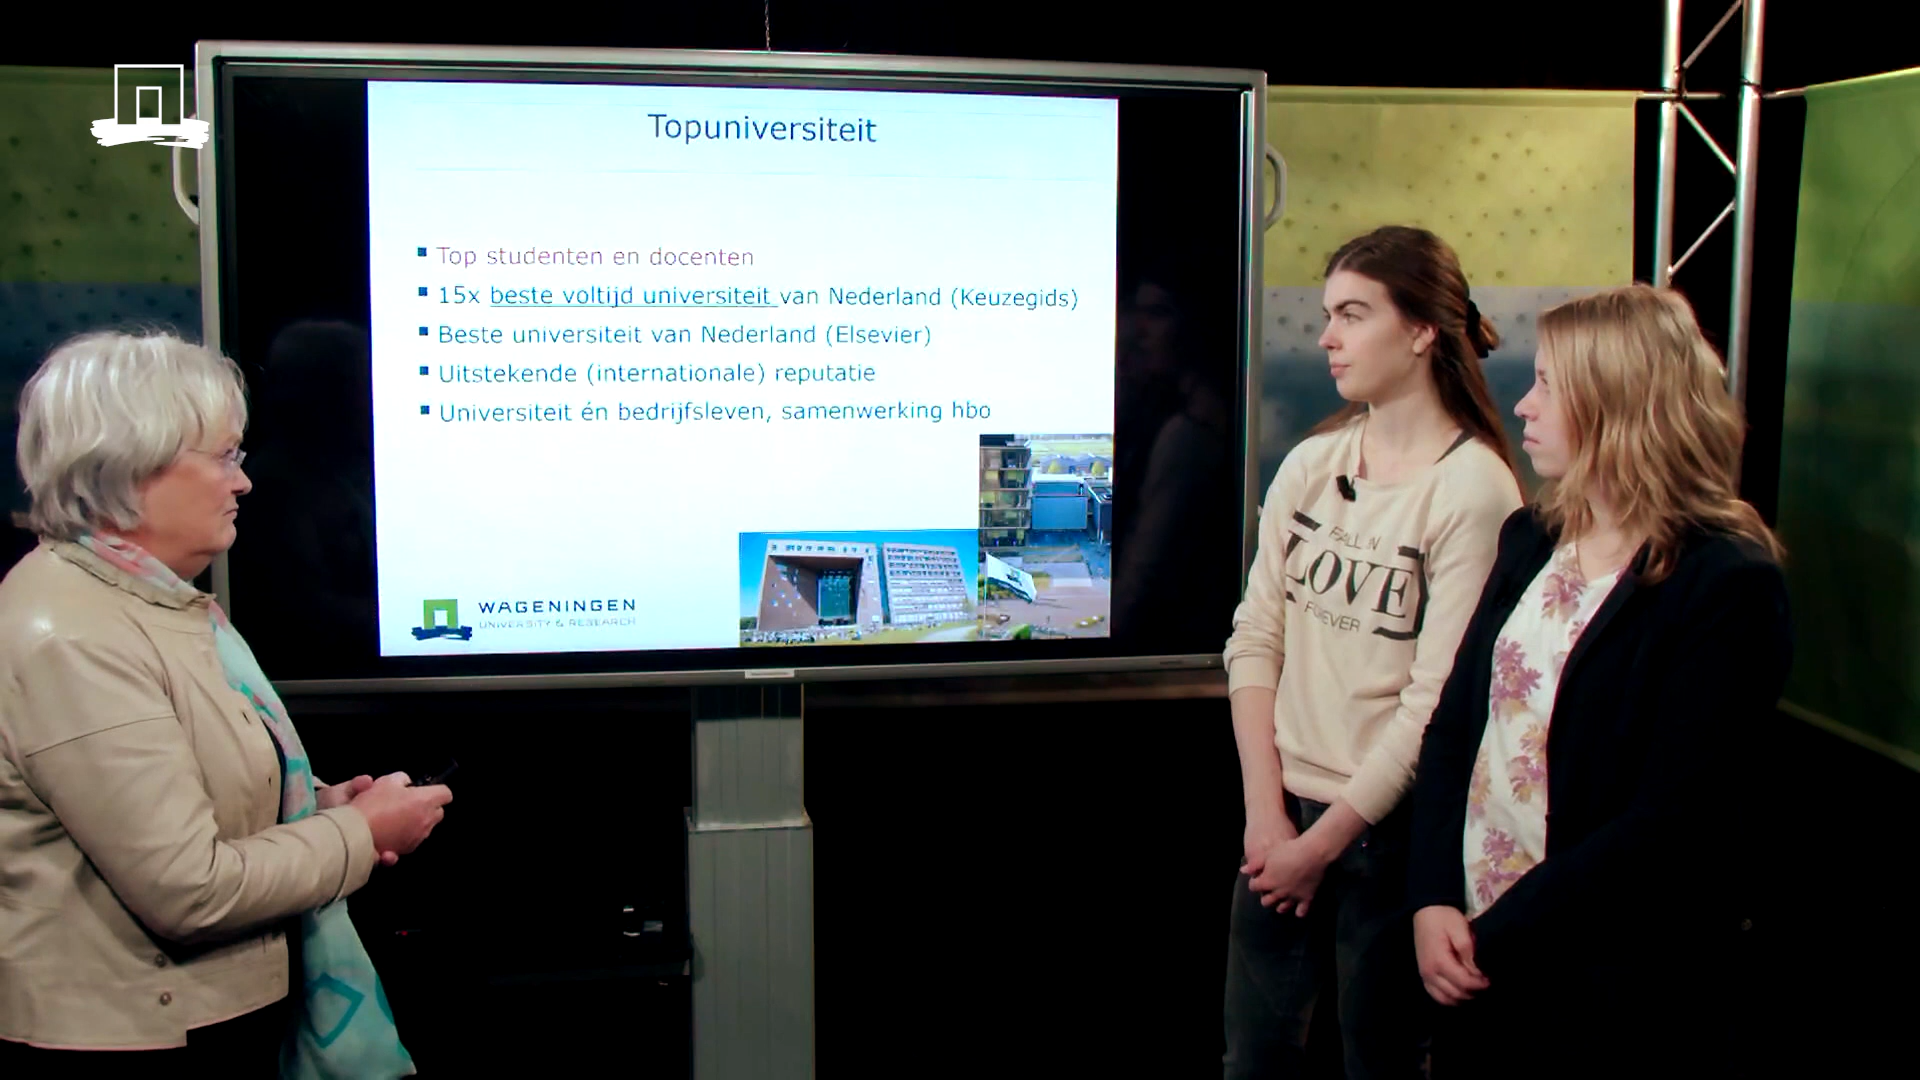 Topuniversiteit
Top studenten en docenten
15x beste voltijd universiteit van Nederland (Keuzegids)
Beste universiteit van Nederland (Elsevier)
Uitstekende (internationale) reputatie
Universiteit én bedrijfsleven, samenwerking hbo
WAGENINGEN
UNIVERSITY & RESEARCH
FALL IN
LOVE
FOREVER